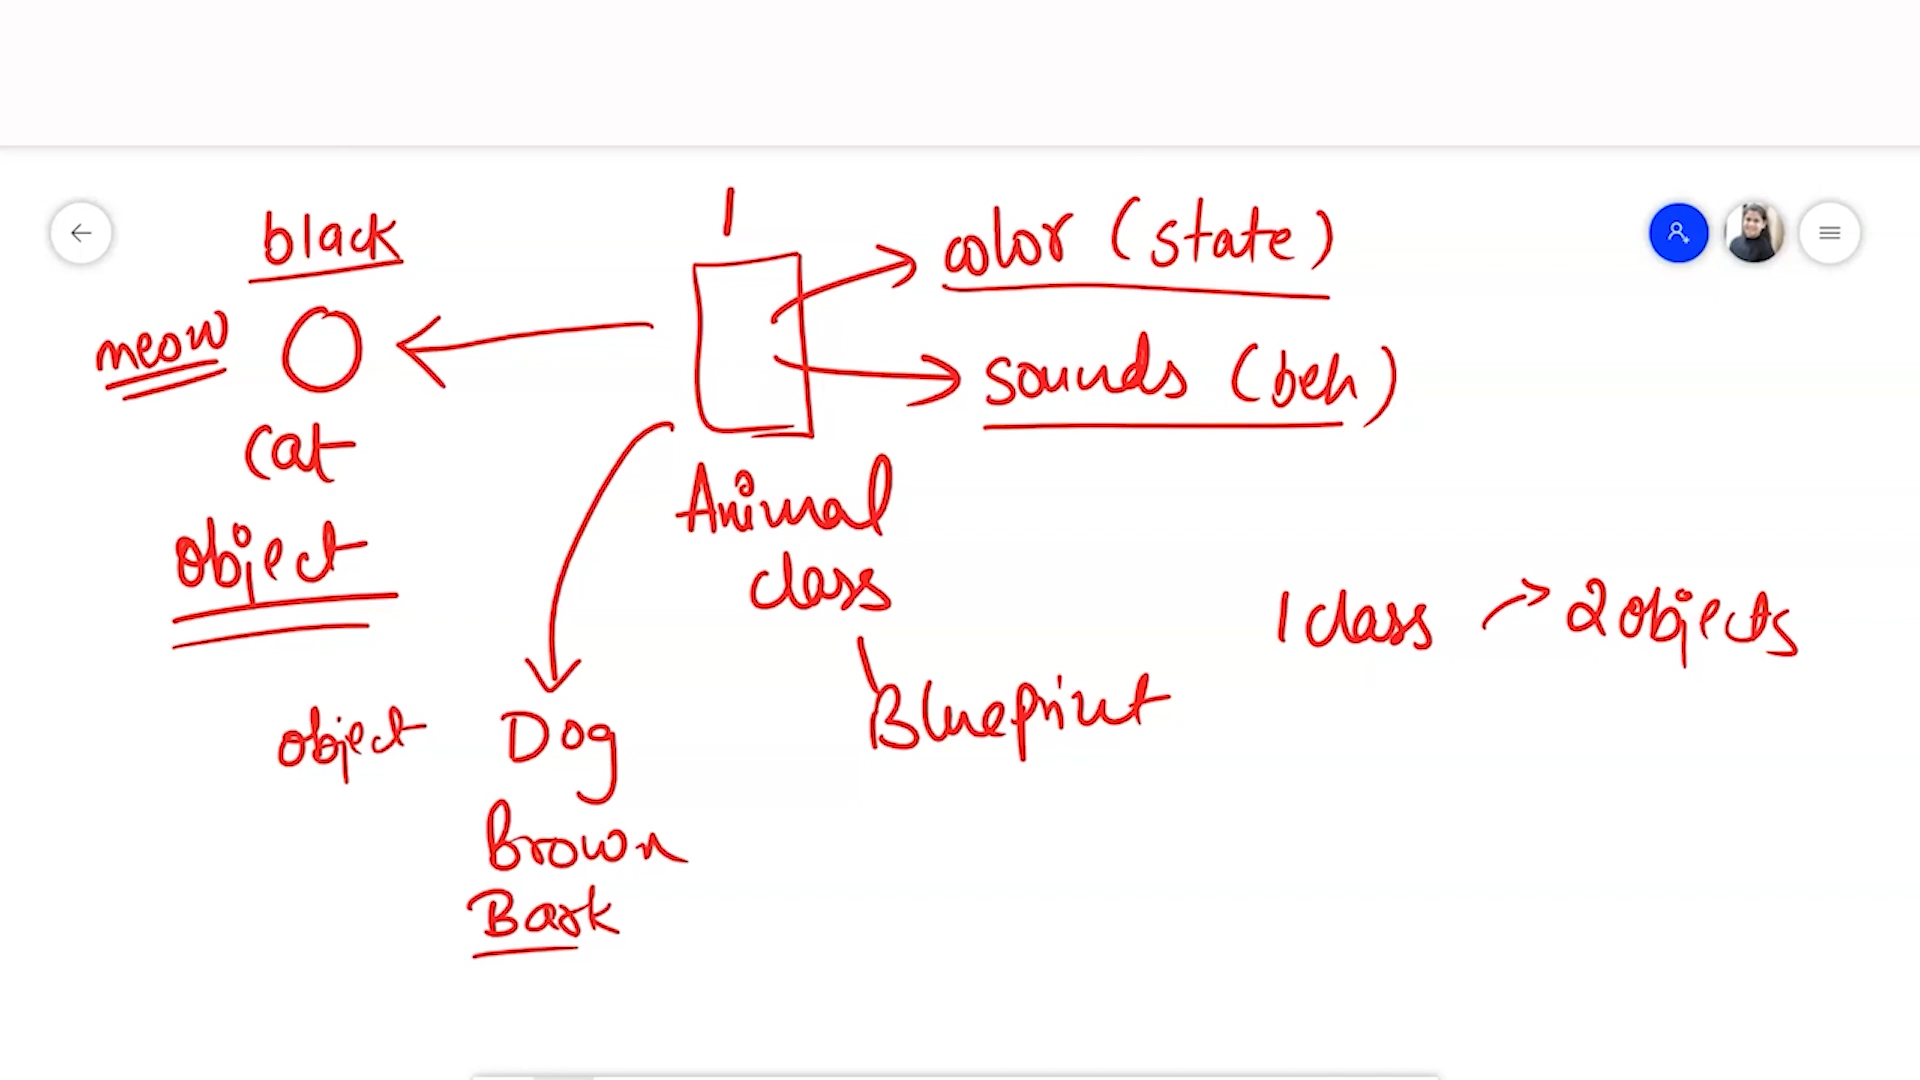 1
black
color (state)
meow
sounds (beh)
cat
Animal
class
object
1 class → 2 objects
object
Dog
Blueprint
Brown
Bark